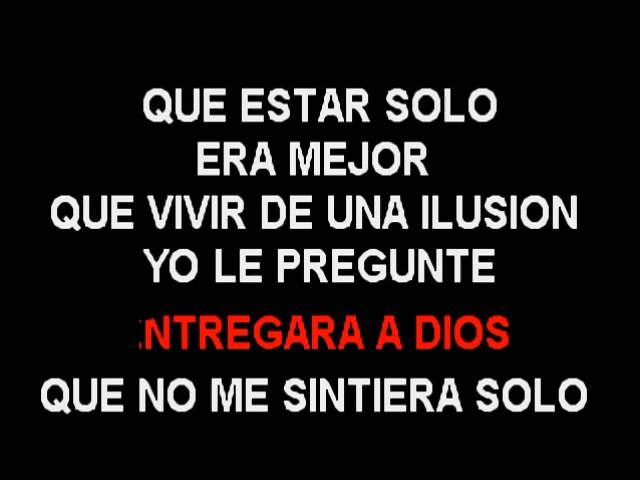 QUE ESTAR SOLO
ERA MEJOR
QUE VIVIR DE UNA ILUSION
YO LE PREGUNTE
ENTREGARA A DIOS
QUE NO ME SINTIERA SOLO